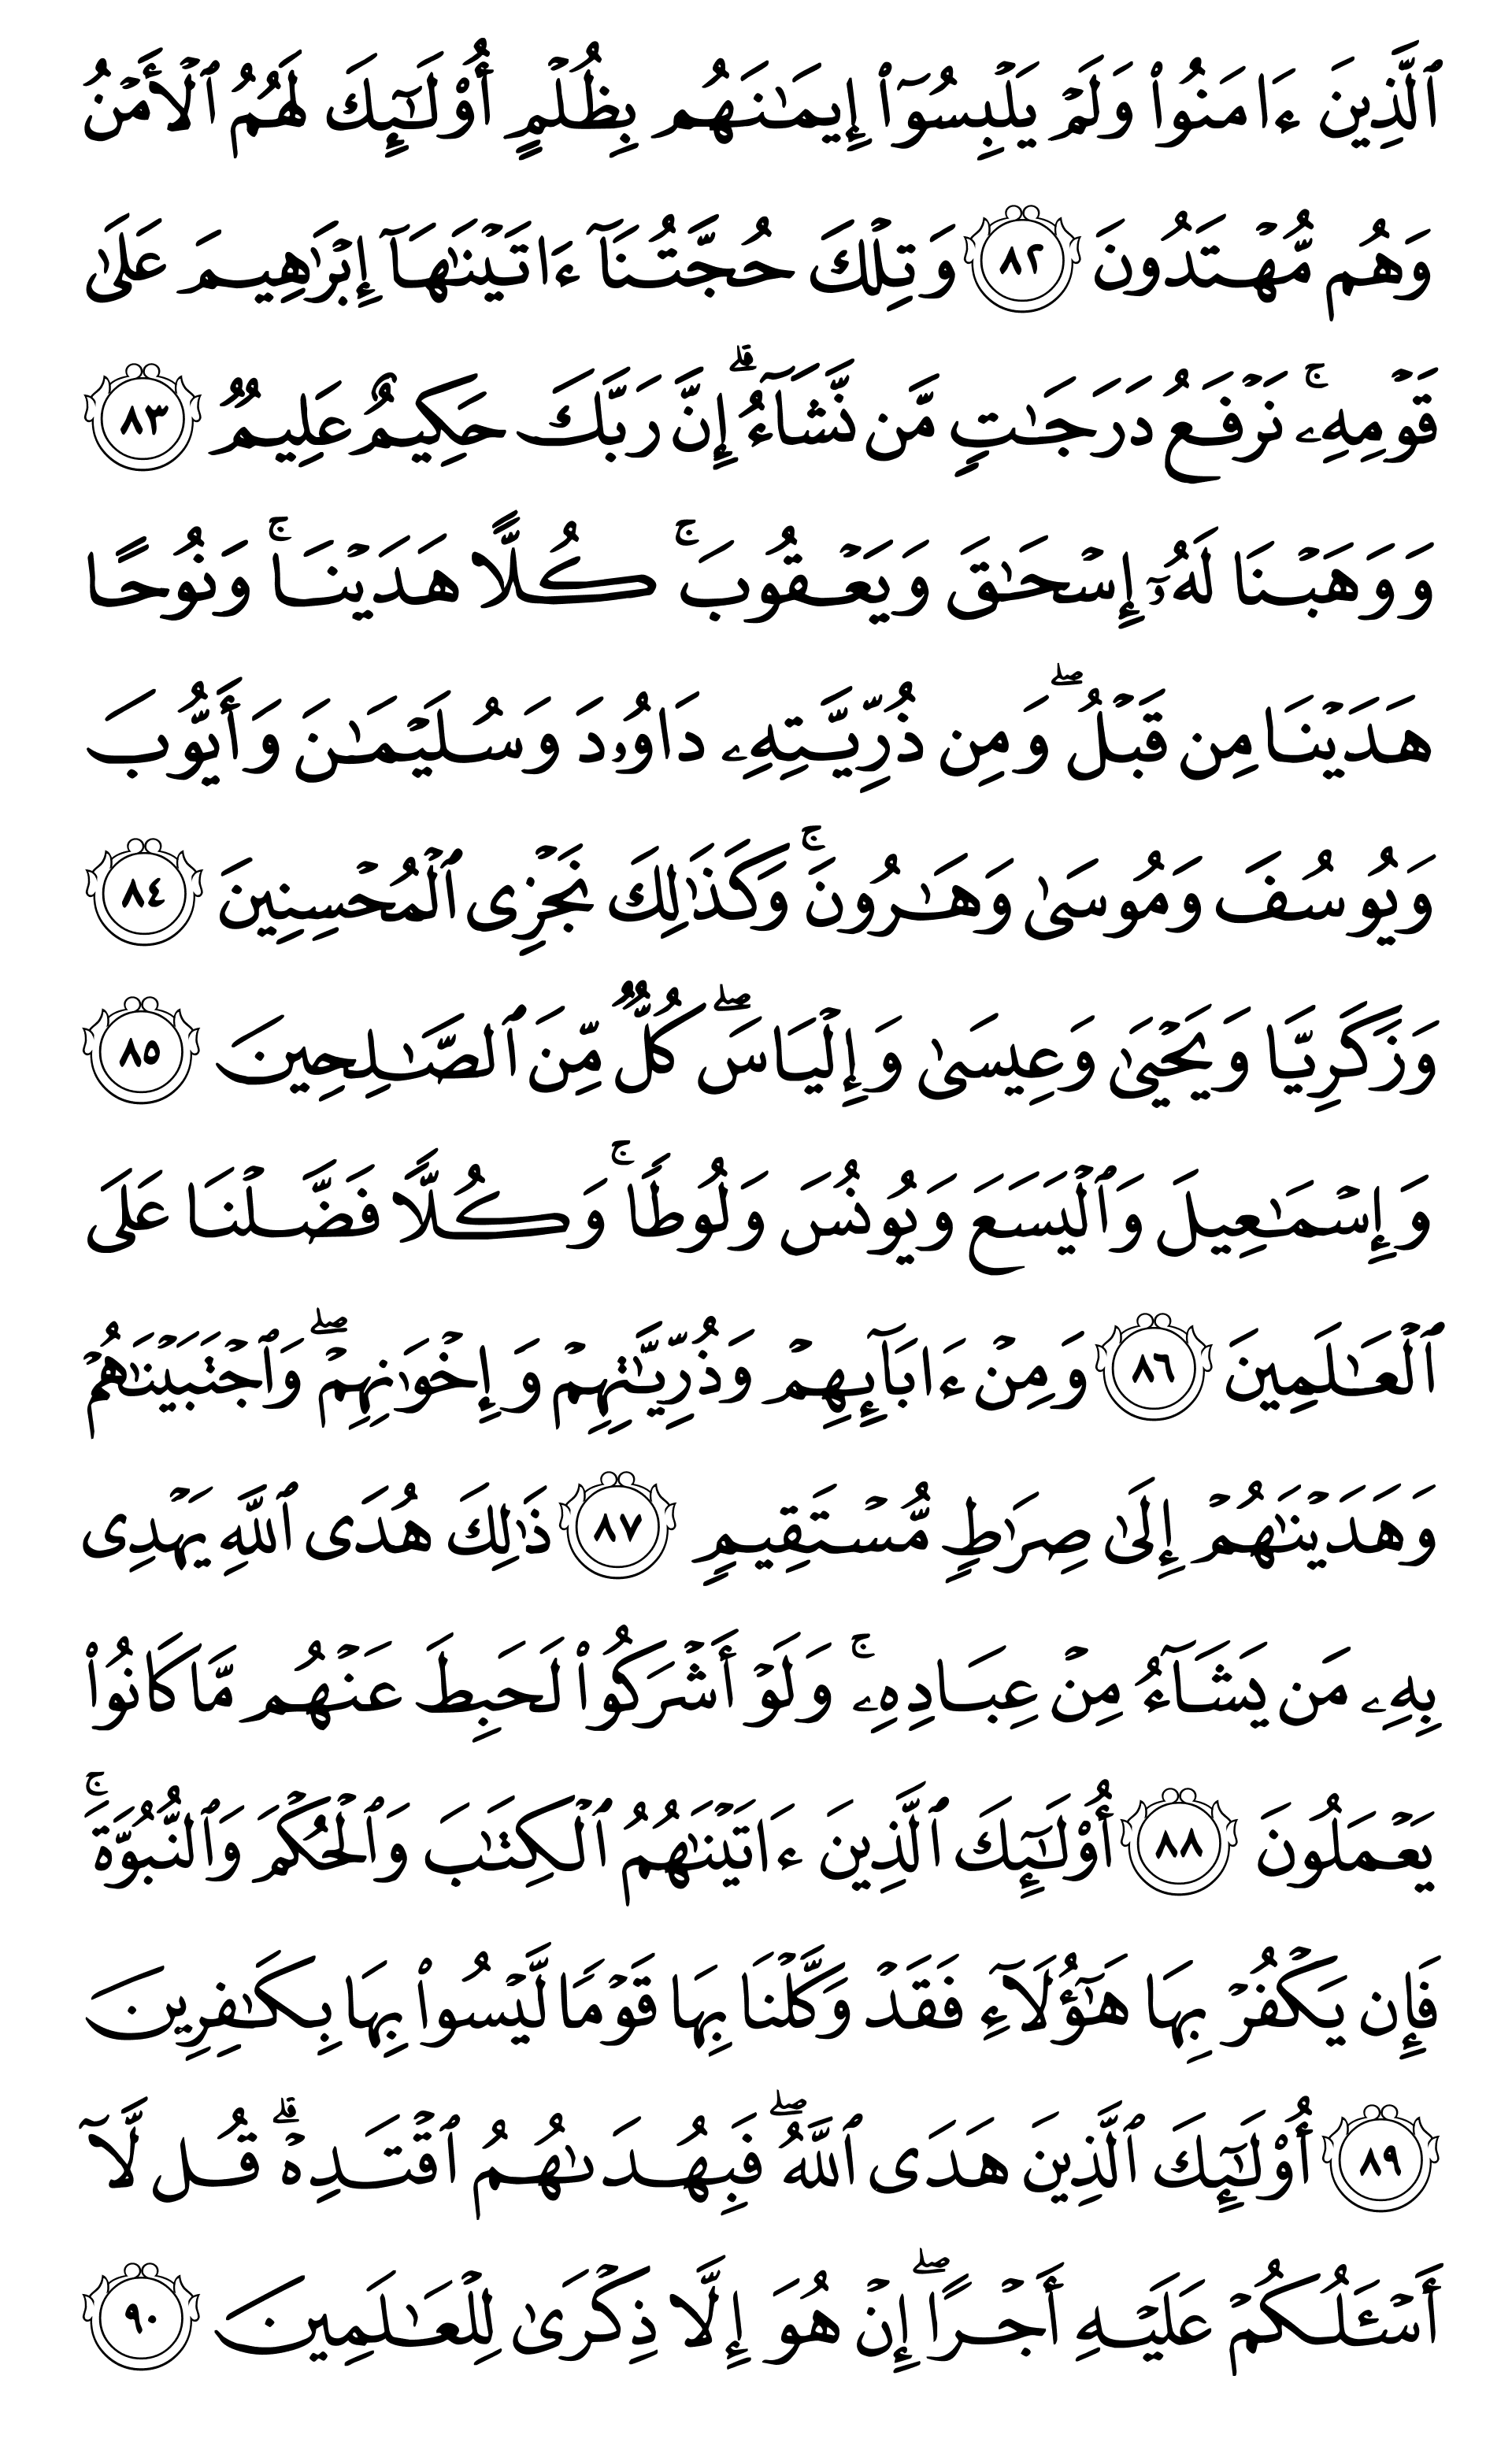 ٱلَّذِينَ ءَامَنُوا۟ وَلَمْ يَلْبِسُوٓا۟ إِيمَـٰنَهُم بِظُلْمٍ أُو۟لَـٰٓئِكَ لَهُمُ ٱلْأَمْنُ
وَهُم مُّهْتَدُونَ ٨٢ وَتِلْكَ حُجَّتُنَآ ءَاتَيْنَـٰهَآ إِبْرَٰهِيمَ عَلَىٰ
قَوْمِهِۦ ۚ نَرْفَعُ دَرَجَـٰتٍ مَّن نَّشَآءُ ۗ إِنَّ رَبَّكَ حَكِيمٌ عَلِيمٌ ٨٣
وَوَهَبْنَا لَهُۥٓ إِسْحَـٰقَ وَيَعْقُوبَ ۚ كُلًّا هَدَيْنَا ۚ وَنُوحًا
هَدَيْنَا مِن قَبْلُ ۖ وَمِن ذُرِّيَّتِهِۦ دَاوُۥدَ وَسُلَيْمَـٰنَ وَأَيُّوبَ
وَيُوسُفَ وَمُوسَىٰ وَهَـٰرُونَ ۚ وَكَذَٰلِكَ نَجْزِى ٱلْمُحْسِنِينَ ٨٤
وَزَكَرِيَّا وَيَحْيَىٰ وَعِيسَىٰ وَإِلْيَاسَ ۖ كُلٌّ مِّنَ ٱلصَّـٰلِحِينَ ٨٥
وَإِسْمَـٰعِيلَ وَٱلْيَسَعَ وَيُونُسَ وَلُوطًا ۚ وَكُلًّا فَضَّلْنَا عَلَى
ٱلْعَـٰلَمِينَ ٨٦ وَمِنْ ءَابَآئِهِمْ وَذُرِّيَّـٰتِهِمْ وَإِخْوَٰنِهِمْ ۖ وَٱجْتَبَيْنَـٰهُمْ
وَهَدَيْنَـٰهُمْ إِلَىٰ صِرَٰطٍ مُّسْتَقِيمٍ ٨٧ ذَٰلِكَ هُدَى ٱللَّهِ يَهْدِى
بِهِۦ مَن يَشَآءُ مِنْ عِبَادِهِۦ ۚ وَلَوْ أَشْرَكُوا۟ لَحَبِطَ عَنْهُم مَّا كَانُوا۟
يَعْمَلُونَ ٨٨ أُو۟لَـٰٓئِكَ ٱلَّذِينَ ءَاتَيْنَـٰهُمُ ٱلْكِتَـٰبَ وَٱلْحُكْمَ وَٱلنُّبُوَّةَ ۚ
فَإِن يَكْفُرْ بِهَا هَـٰٓؤُلَآءِ فَقَدْ وَكَّلْنَا بِهَا قَوْمًا لَّيْسُوا۟ بِهَا بِكَـٰفِرِينَ
٨٩ أُو۟لَـٰٓئِكَ ٱلَّذِينَ هَدَى ٱللَّهُ ۖ فَبِهُدَىٰهُمُ ٱقْتَدِهْ ۗ قُل لَّآ
أَسْـَٔلُكُمْ عَلَيْهِ أَجْرًا ۖ إِنْ هُوَ إِلَّا ذِكْرَىٰ لِلْعَـٰلَمِينَ ٩٠